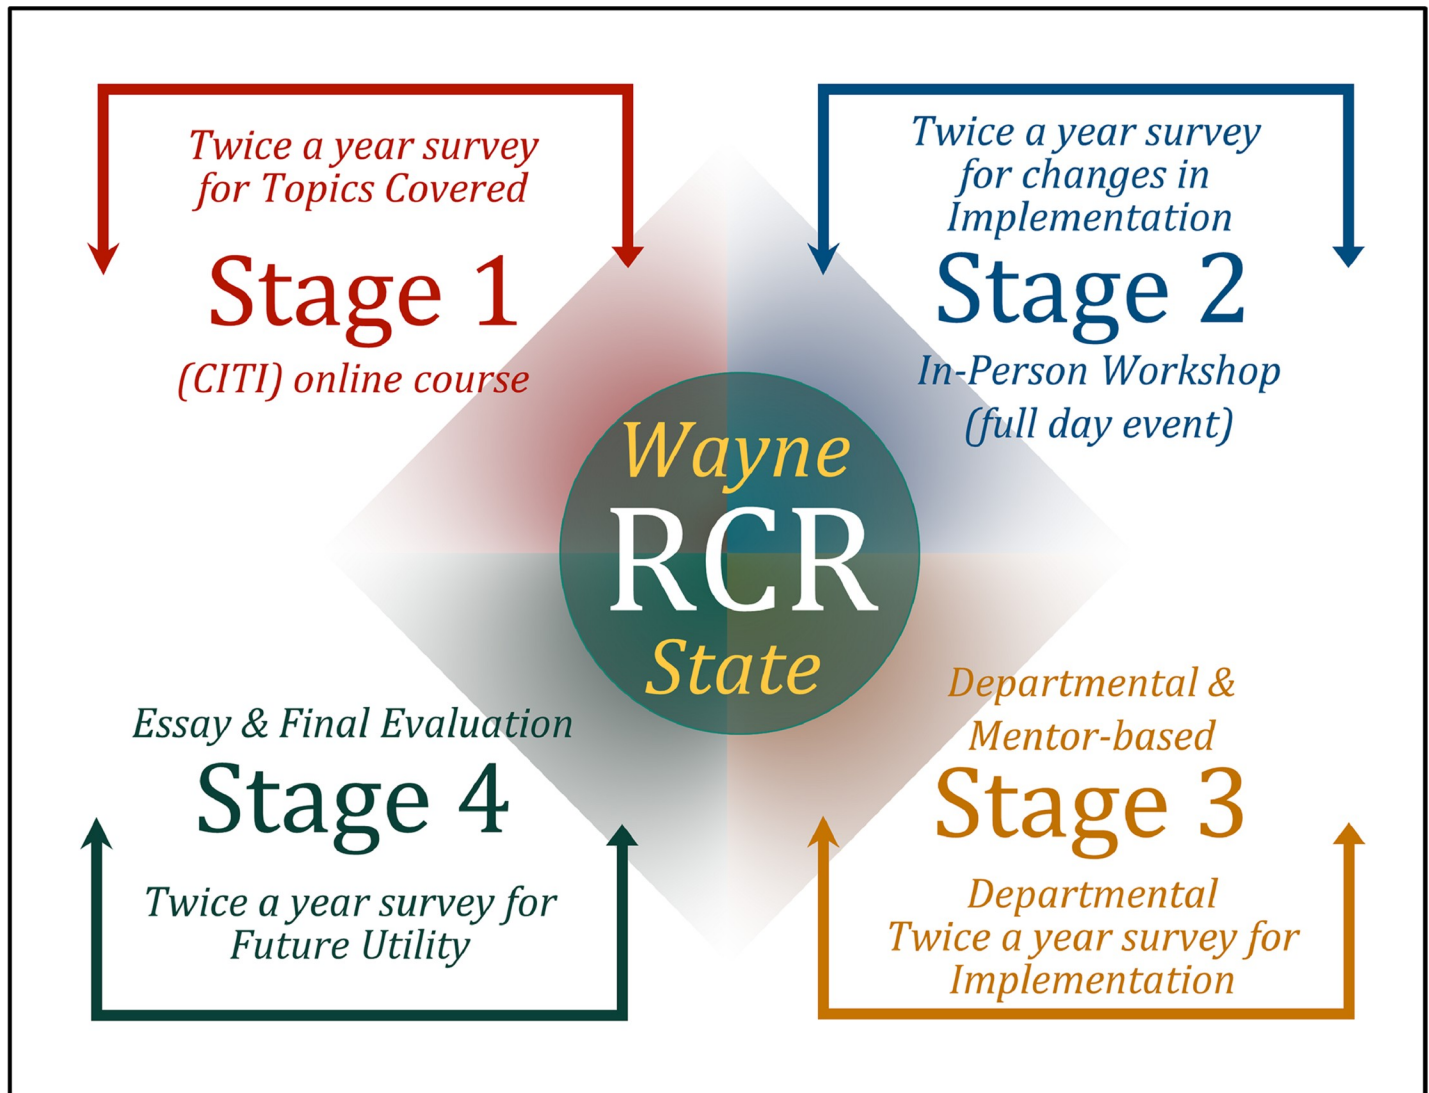 Twice a year survey
for Topics Covered
Stage 1
(CITI) online course
Twice a year survey
for changes in
Implementation
Stage 2
In-Person Workshop
(full day event)
Wayne
RCR
State
Essay & Final Evaluation
Stage 4
Twice a year survey for
Future Utility
Departmental &
Mentor-based
Stage 3
Departmental
Twice a year survey for
Implementation